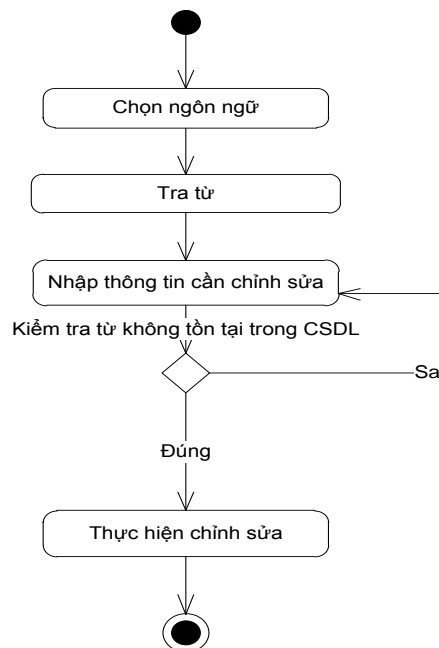 Chọn ngôn ngữ
Tra từ
Nhập thông tin cần chỉnh sửa
Kiểm tra từ không tồn tại trong CSDL
Sa
Đúng
Thực hiện chỉnh sửa